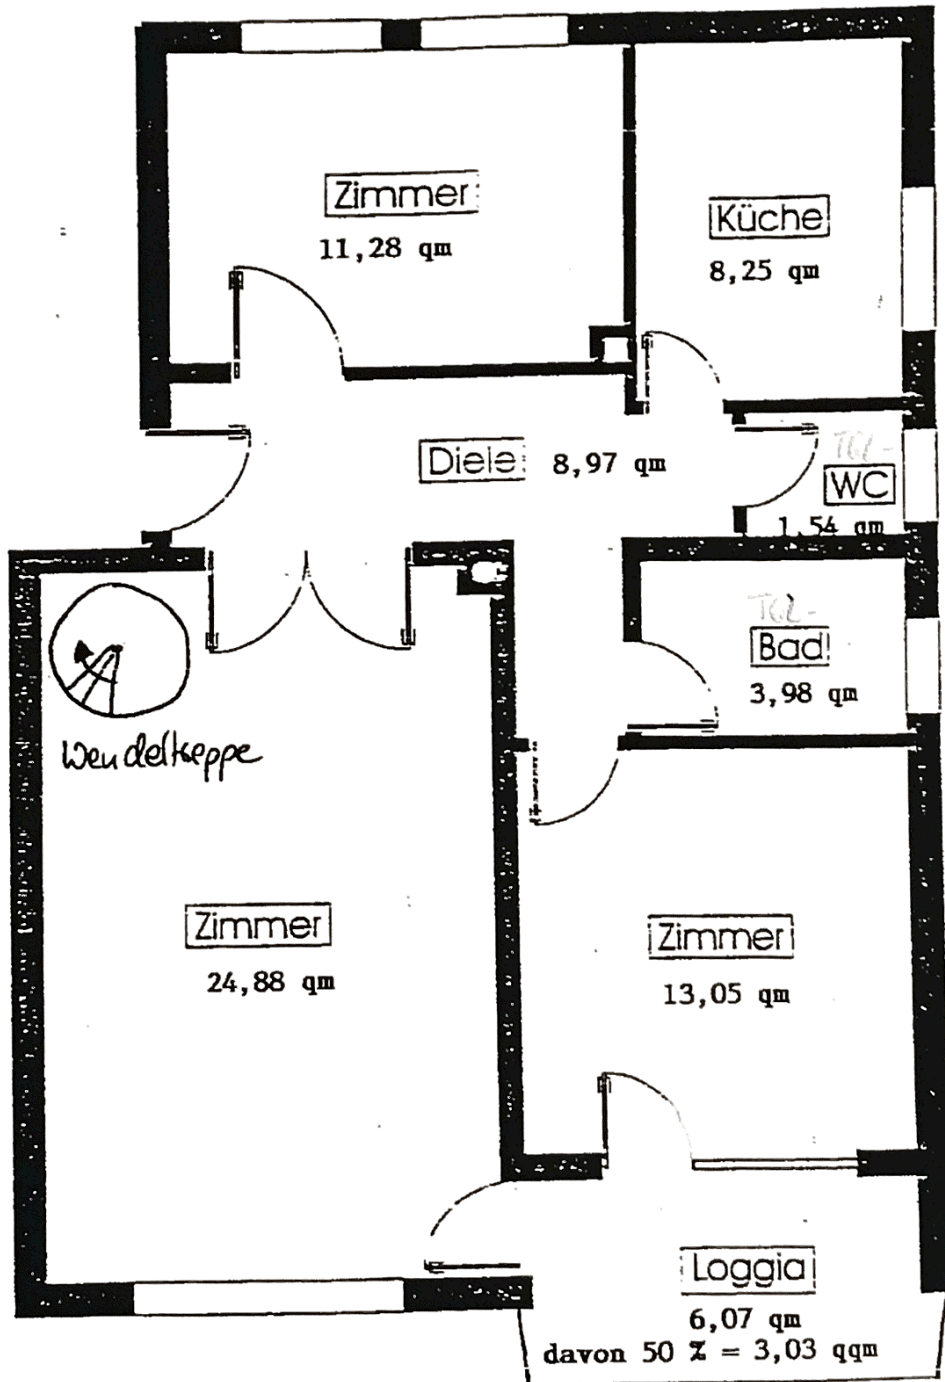 Zimmer
11,28 qm
Küche
8,25 qm
Diele 8,97 qm
WC
1,54 qm
Bad
3,98 qm
Wendeltreppe
Zimmer
24,88 qm
Zimmer
13,05 qm
Loggia
6,07 qm
davon 50 % = 3,03 qqm